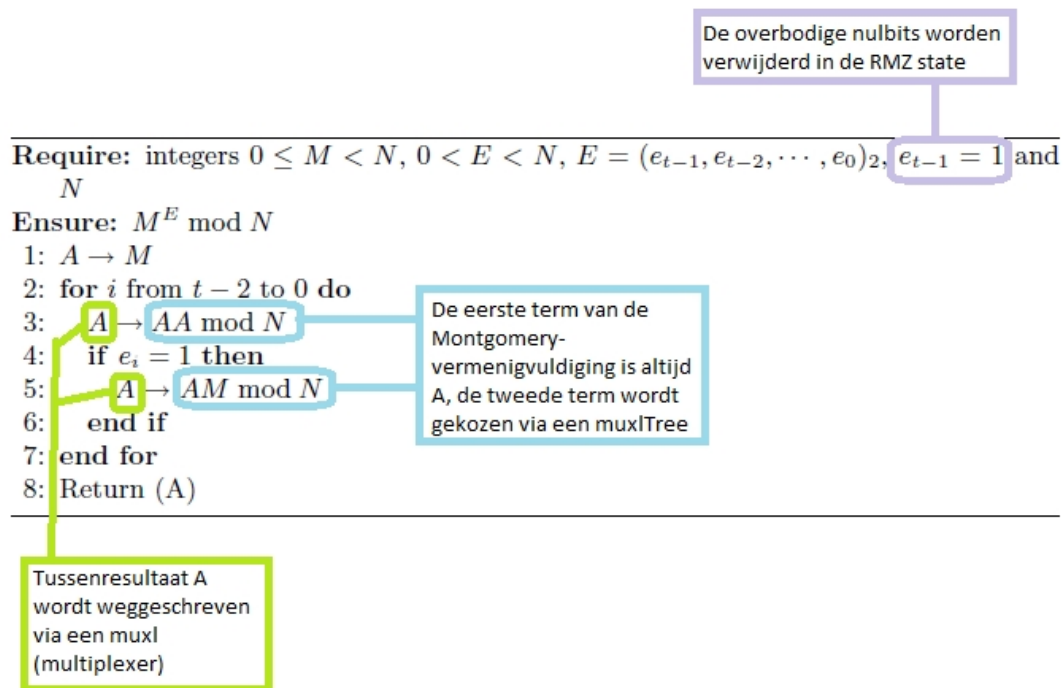 De overbodige nulbits worden
verwijderd in de RMZ state
Require: integers 0 ≤ M < N, 0 < E < N, E = (e_{t−1}, e_{t−2}, ⋯ , e_0)_2, e_{t−1} = 1 and
N
Ensure: M^E mod N
1: A → M
2: for i from t − 2 to 0 do
3: A → AA mod N
4: if e_i = 1 then
5: A → AM mod N
6: end if
7: end for
8: Return (A)
De eerste term van de
Montgomery-
vermenigvuldiging is altijd
A, de tweede term wordt
gekozen via een muxlTree
Tussenresultaat A
wordt weggeschreven
via een muxl
(multiplexer)